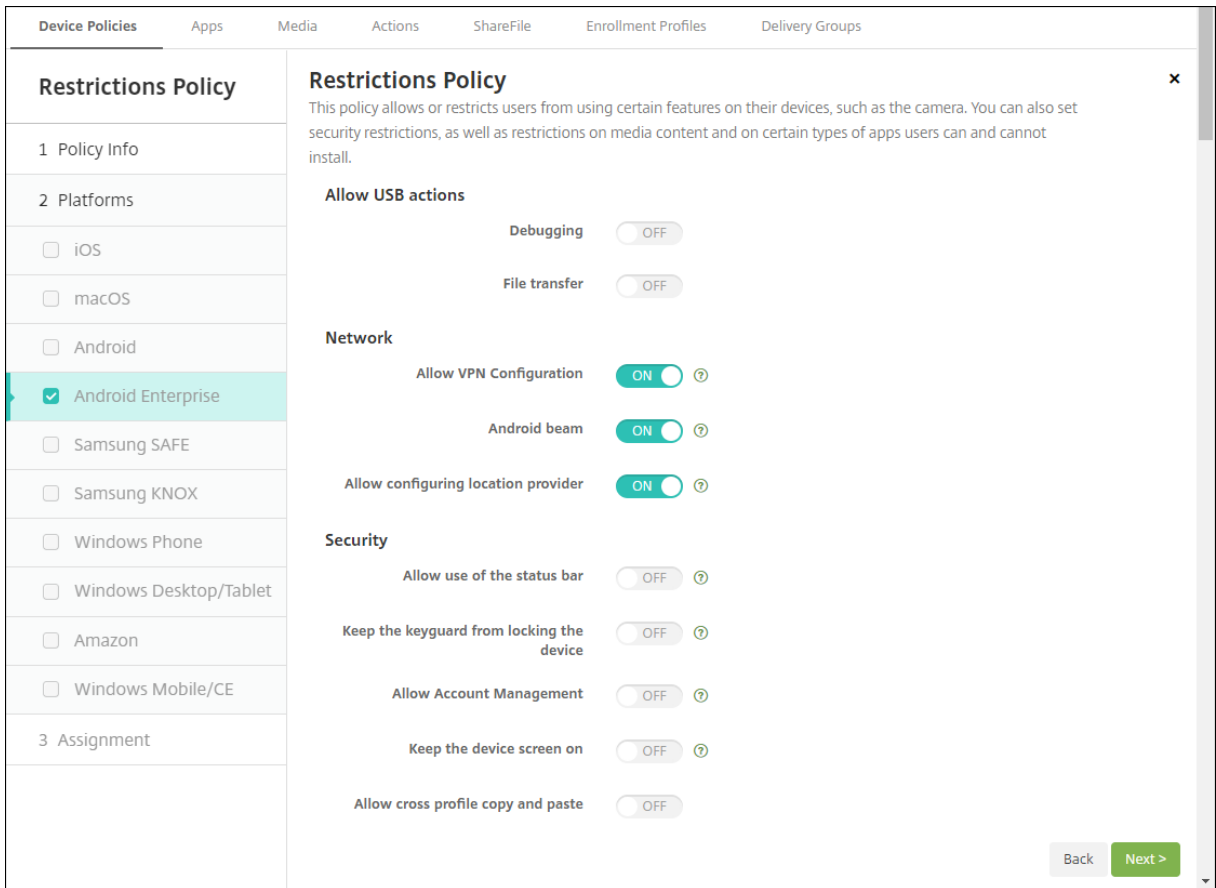 Device Policies Apps Media Actions ShareFile Enrollment Profiles Delivery Groups
Restrictions Policy
1 Policy Info
2 Platforms
iOS
macOS
Android
Android Enterprise
Samsung SAFE
Samsung KNOX
Windows Phone
Windows Desktop/Tablet
Amazon
Windows Mobile/CE
3 Assignment
Restrictions Policy
This policy allows or restricts users from using certain features on their devices, such as the camera. You can also set
security restrictions, as well as restrictions on media content and on certain types of apps users can and cannot
install.
Allow USB actions
Debugging OFF
File transfer OFF
Network
Allow VPN Configuration ON ?
Android beam ON ?
Allow configuring location provider ON ?
Security
Allow use of the status bar OFF ?
Keep the keyguard from locking the
device OFF ?
Allow Account Management OFF ?
Keep the device screen on OFF ?
Allow cross profile copy and paste OFF
Back Next >